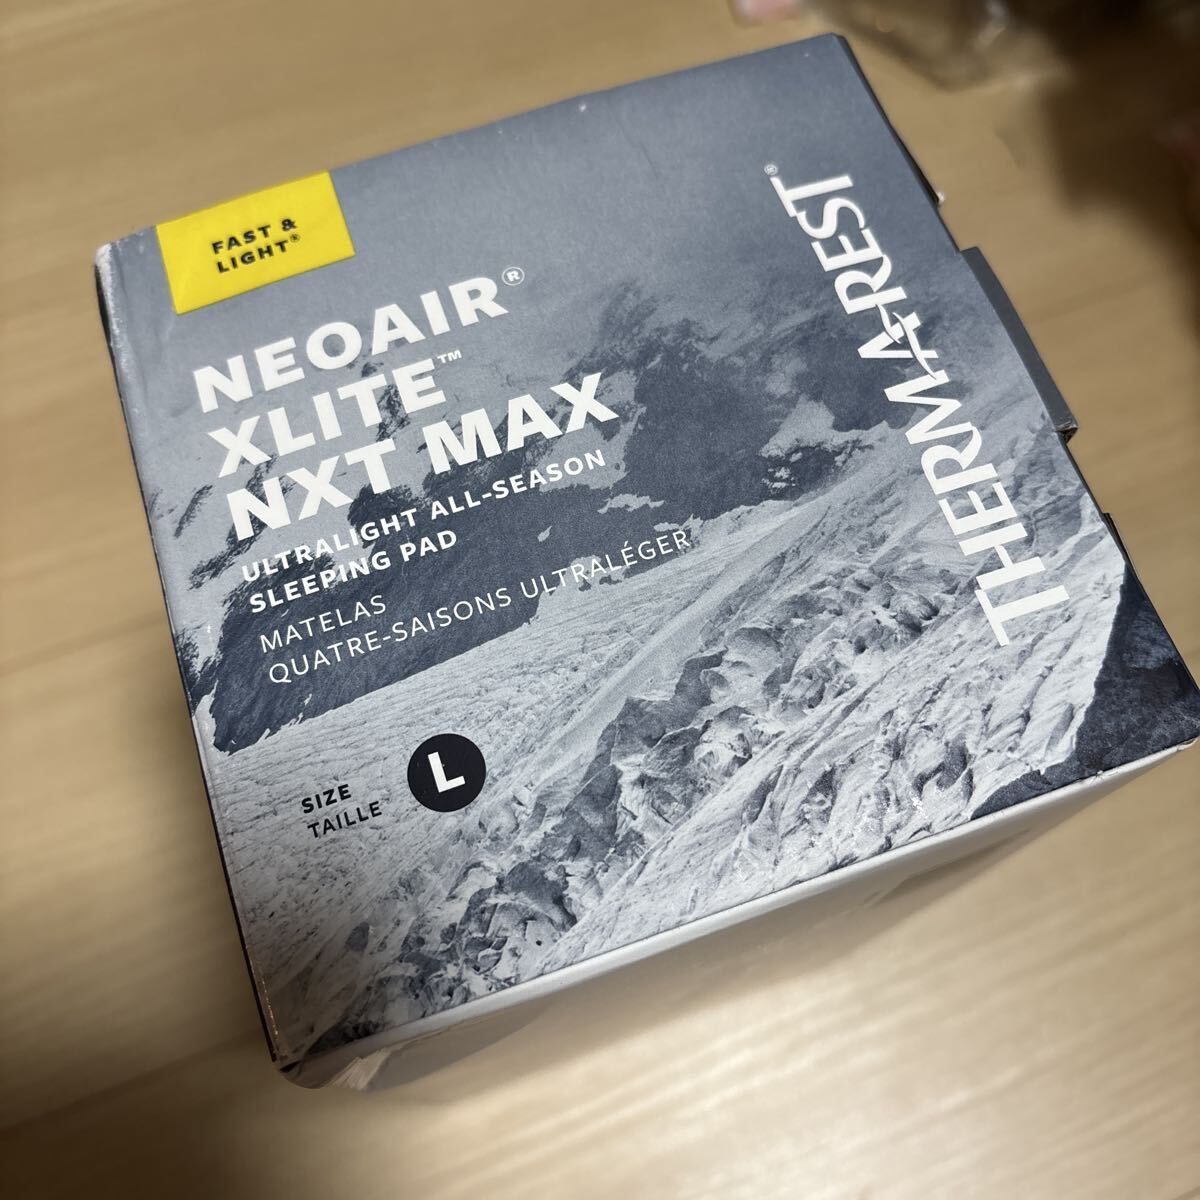 FAST &
LIGHT®
NEOAIR®
XLITE™
NXT MAX
ULTRALIGHT ALL-SEASON
SLEEPING PAD
MATELAS
QUATRE-SAISONS ULTRALÉGER
SIZE
TAILLE
L
THERMAREST®